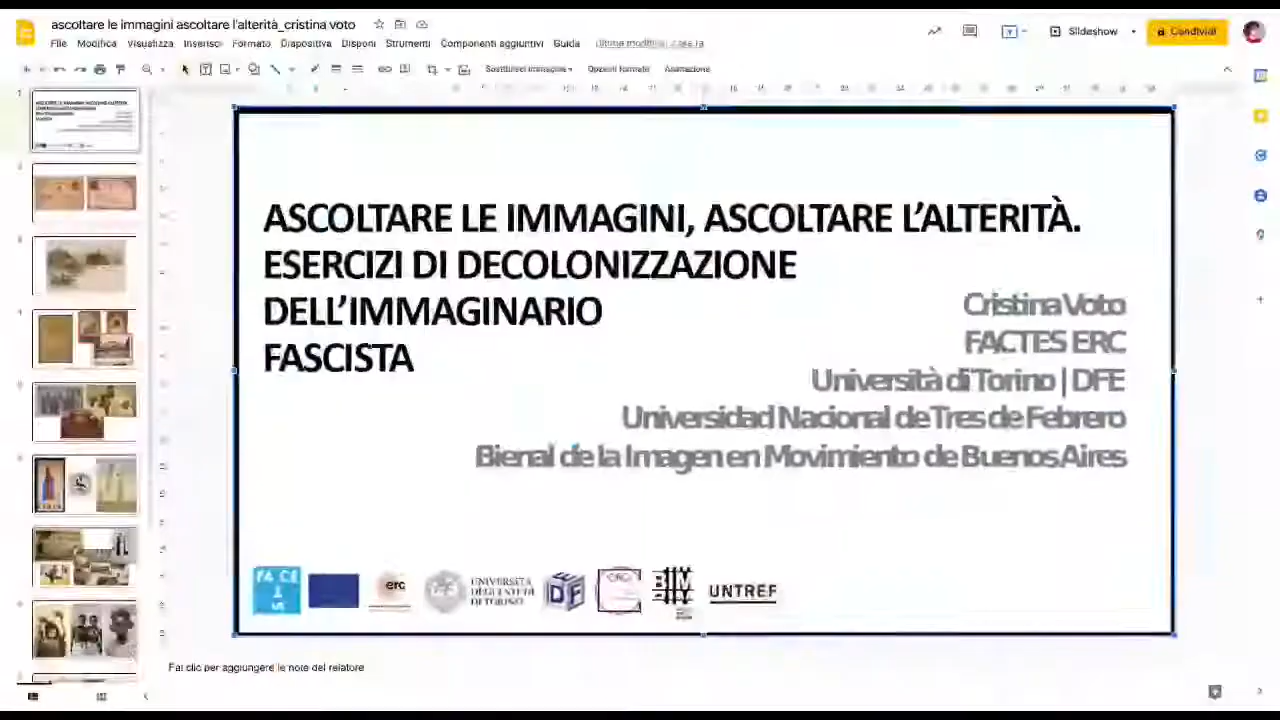 ascoltare le immagini ascoltare l'alterità_cristina voto
File Modifica Visualizza Inserisci Formato Diapositiva Disponi Strumenti Componenti aggiuntivi Guida
Slideshow
Condividi
Sostituisci immagine
Opzioni formato
Animazione
ASCOLTARE LE IMMAGINI, ASCOLTARE L'ALTERITÀ.
ESERCIZI DI DECOLONIZZAZIONE
DELL'IMMAGINARIO
FASCISTA
Cristina Voto
FACTES ERC
Università di Torino | DFE
Universidad Nacional de Tres de Febrero
Bienal de la Imagen en Movimiento de Buenos Aires
erc
UNIVERSITÀ
DEGLI STUDI
DI TORINO
BIM
UNTREF
Fai clic per aggiungere le note del relatore